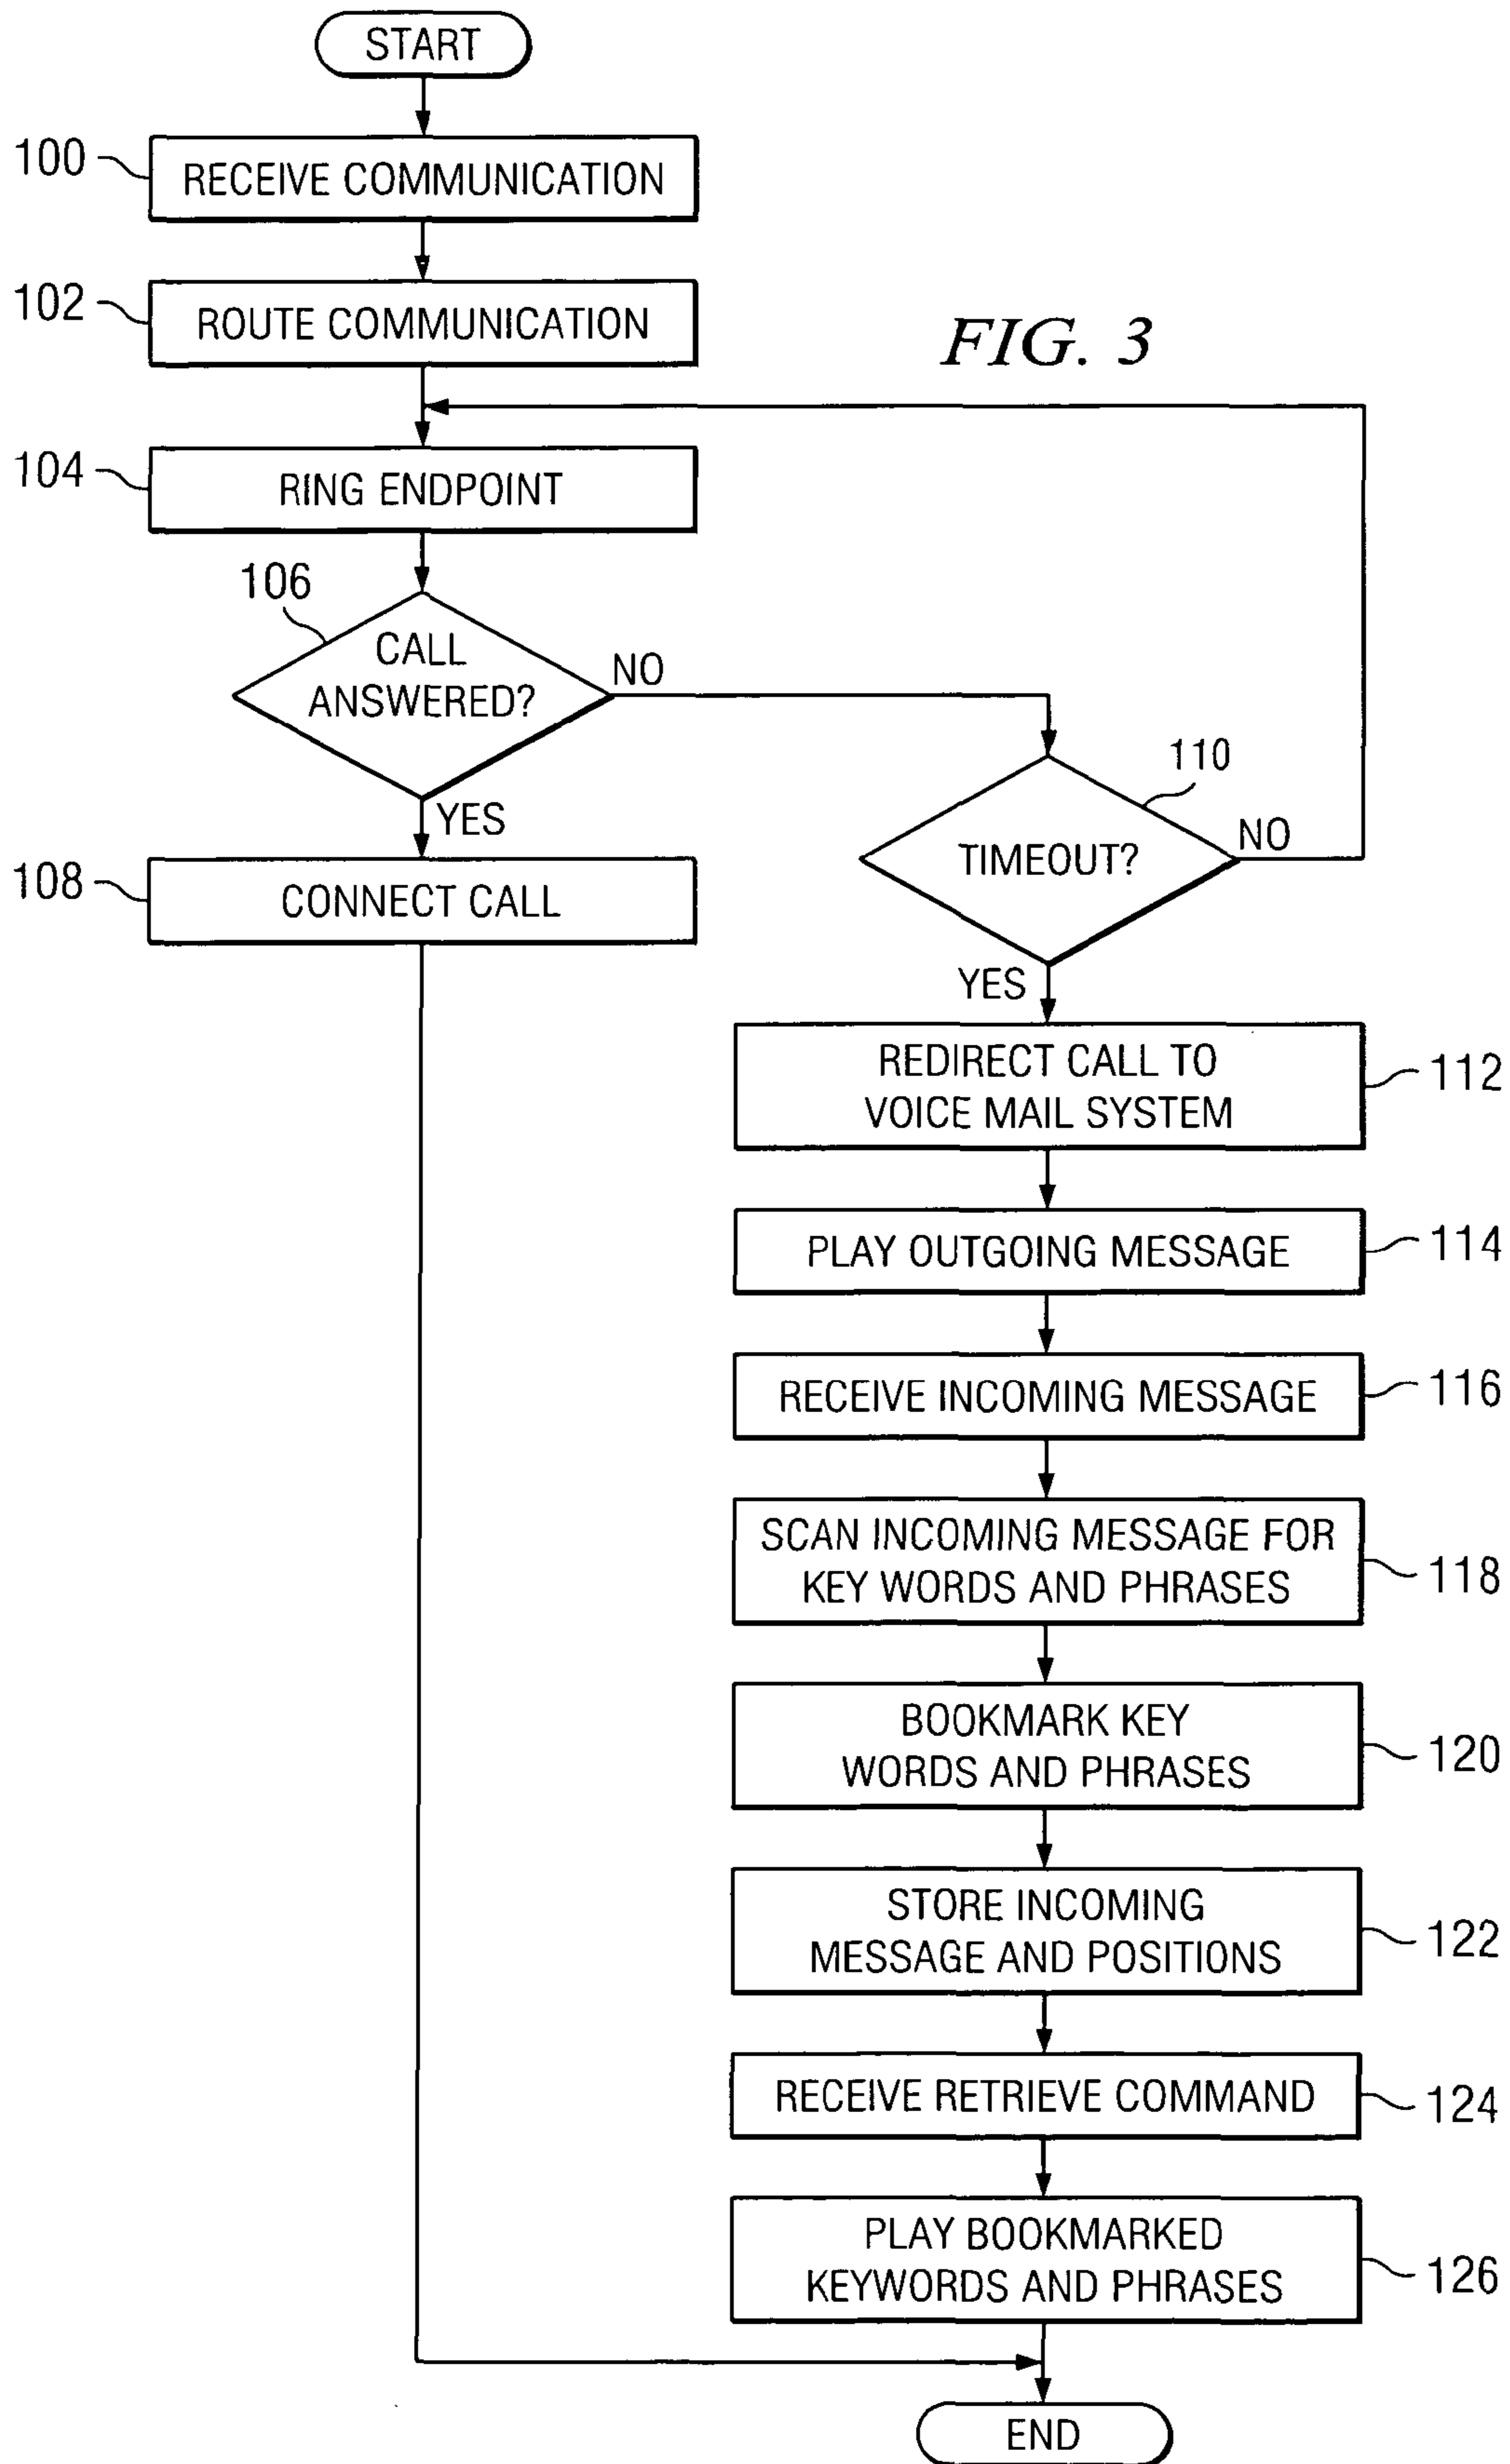 START
100
RECEIVE COMMUNICATION
102
ROUTE COMMUNICATION
FIG. 3
104
RING ENDPOINT
106
CALL
ANSWERED?
NO
YES
110
TIMEOUT?
NO
YES
108
CONNECT CALL
REDIRECT CALL TO
VOICE MAIL SYSTEM
112
PLAY OUTGOING MESSAGE
114
RECEIVE INCOMING MESSAGE
116
SCAN INCOMING MESSAGE FOR
KEY WORDS AND PHRASES
118
BOOKMARK KEY
WORDS AND PHRASES
120
STORE INCOMING
MESSAGE AND POSITIONS
122
RECEIVE RETRIEVE COMMAND
124
PLAY BOOKMARKED
KEYWORDS AND PHRASES
126
END